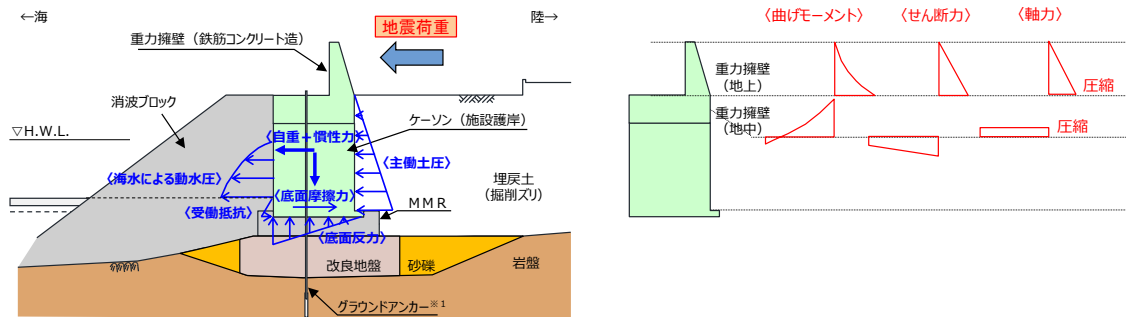 ←海
陸→
地震荷重
重力擁壁（鉄筋コンクリート造）
消波ブロック
▽H.W.L.
ケーソン（施設護岸）
〈自重＋慣性力〉
〈主働土圧〉
〈海水による動水圧〉
埋戻土
（掘削ズリ）
〈底面摩擦力〉
〈受働抵抗〉
ＭＭＲ
〈底面反力〉
改良地盤
砂礫
岩盤
グラウンドアンカー※1
〈曲げモーメント〉
〈せん断力〉
〈軸力〉
重力擁壁
（地上）
圧縮
重力擁壁
（地中）
圧縮